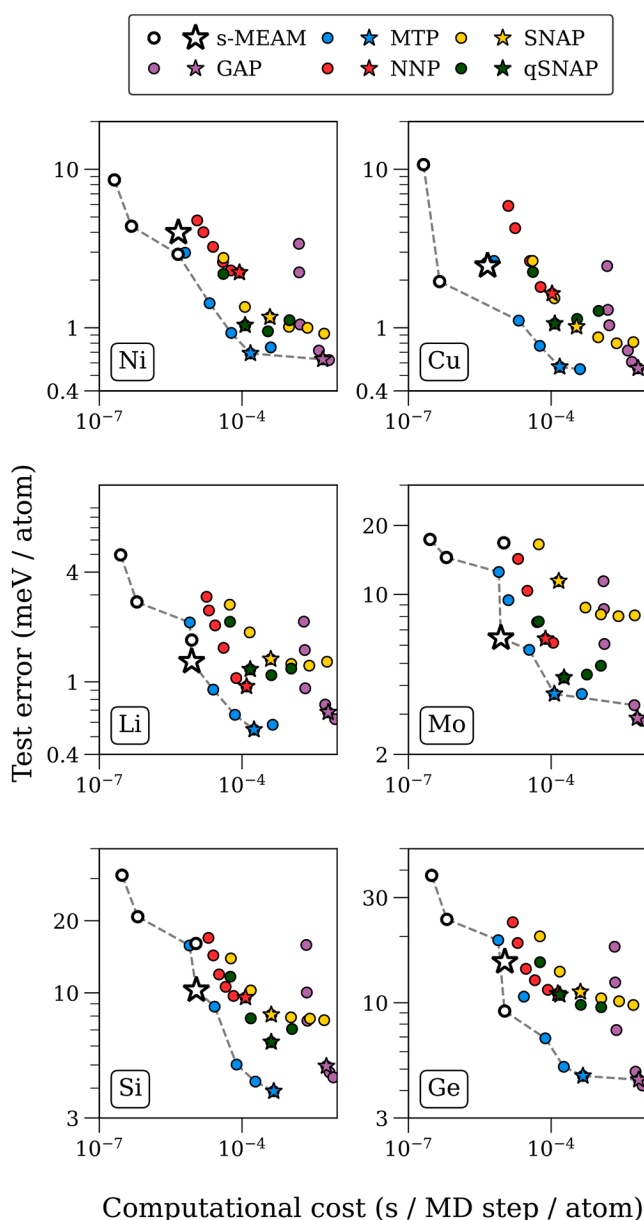 s-MEAM MTP SNAP
GAP NNP qSNAP
10
1
0.4
Ni
10⁻⁷ 10⁻⁴
10
1
0.4
Cu
10⁻⁷ 10⁻⁴
Test error (meV / atom)
4
1
0.4
Li
10⁻⁷ 10⁻⁴
20
10
2
Mo
10⁻⁷ 10⁻⁴
20
10
3
Si
10⁻⁷ 10⁻⁴
30
10
3
Ge
10⁻⁷ 10⁻⁴
Computational cost (s / MD step / atom)